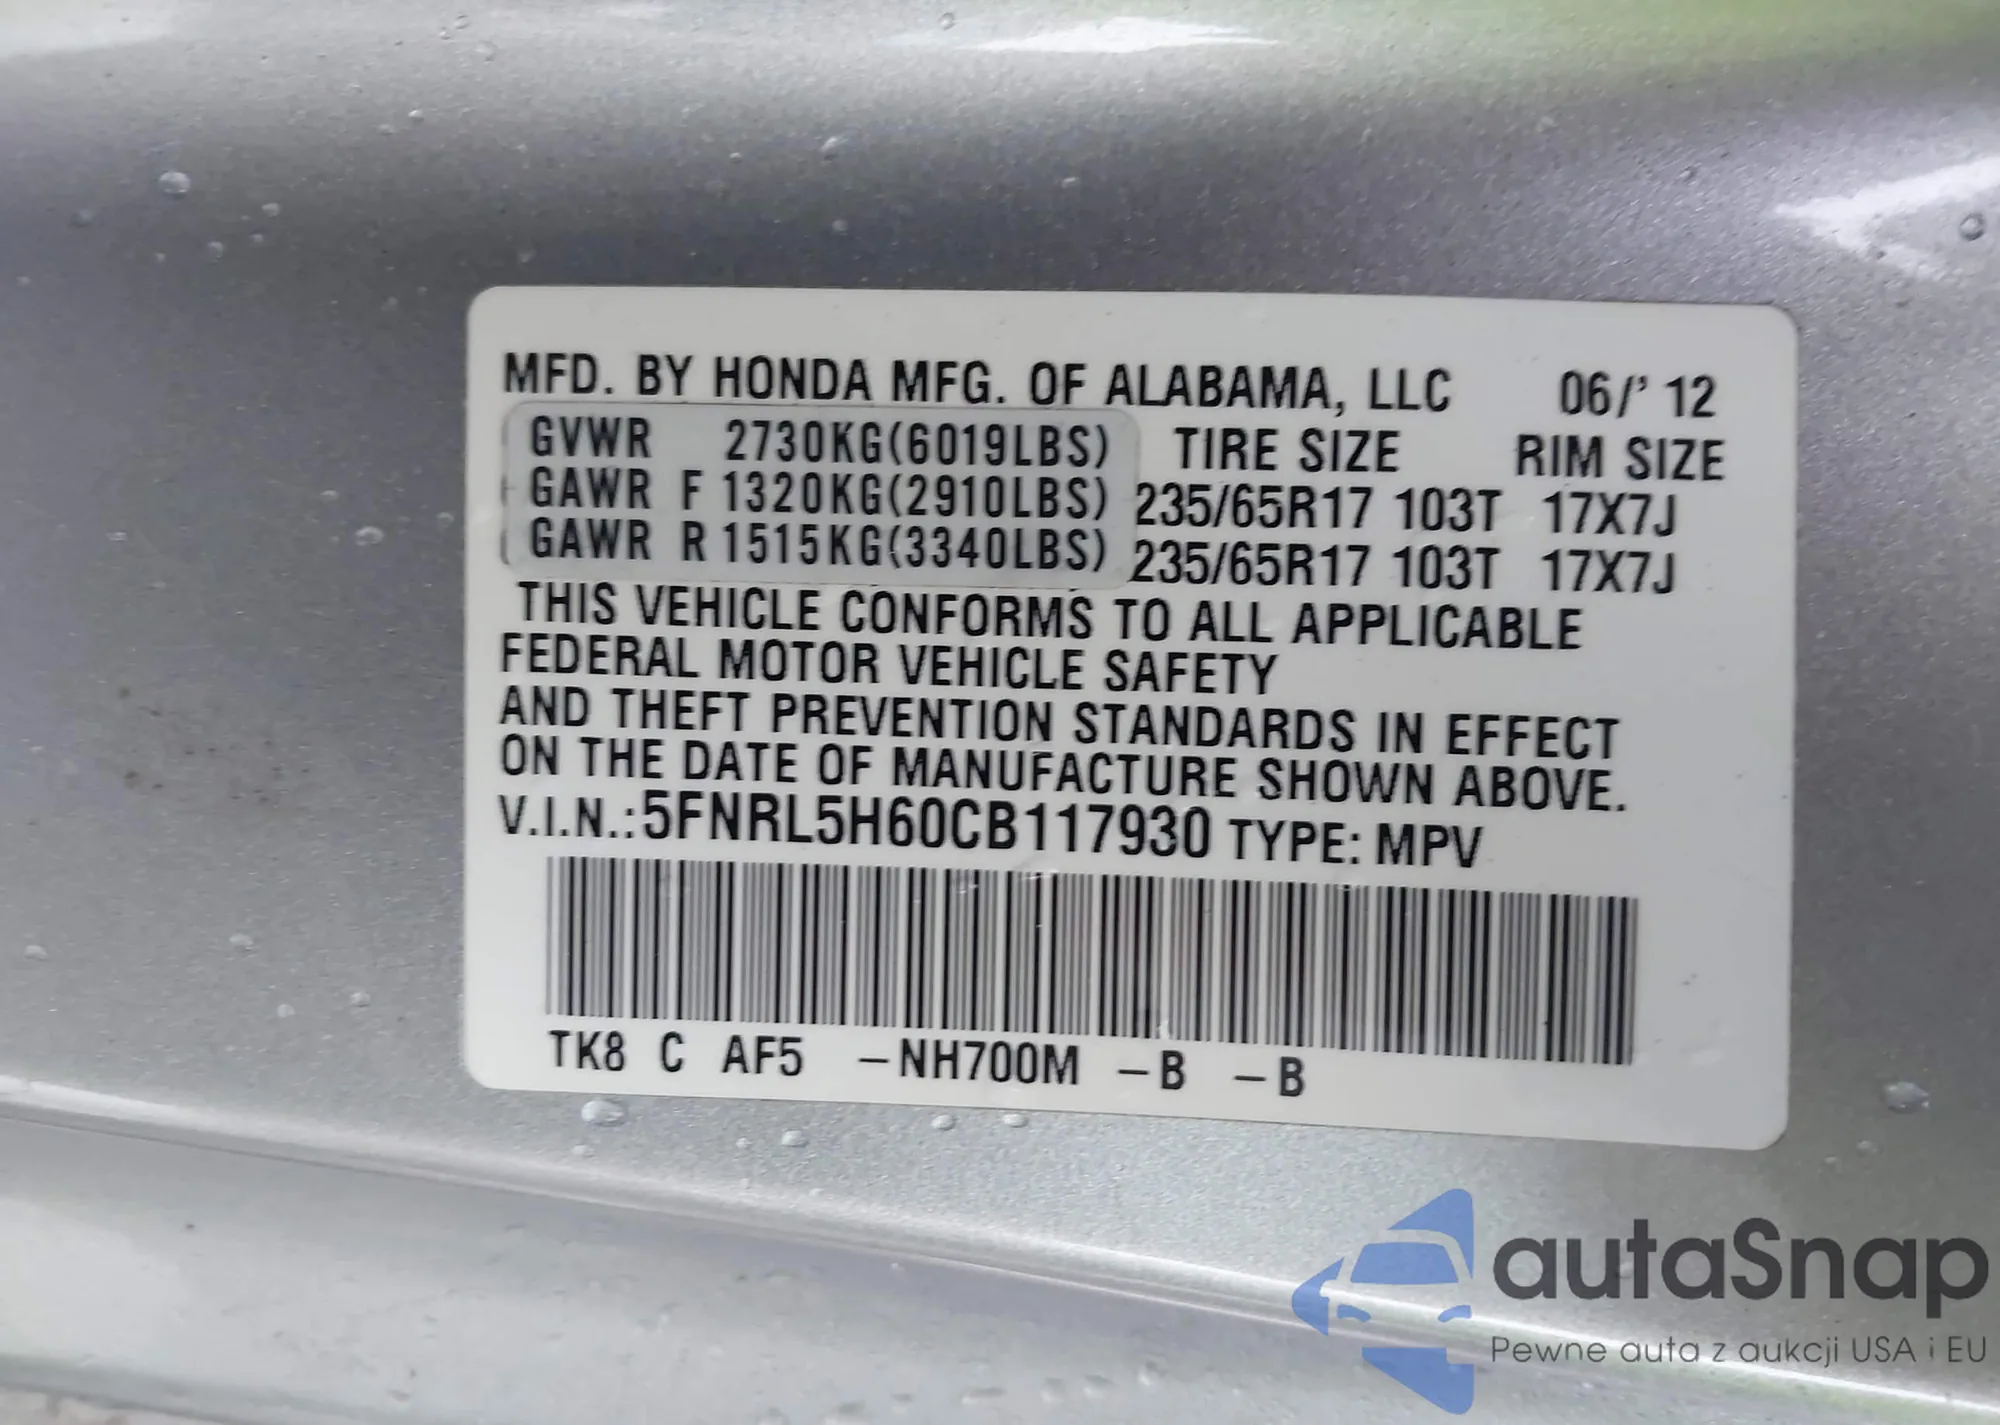 MFD. BY HONDA MFG. OF ALABAMA, LLC 06/' 12
GVWR 2730KG(6019LBS) TIRE SIZE RIM SIZE
GAWR F 1320KG(2910LBS) 235/65R17 103T 17X7J
GAWR R 1515KG(3340LBS) 235/65R17 103T 17X7J
THIS VEHICLE CONFORMS TO ALL APPLICABLE
FEDERAL MOTOR VEHICLE SAFETY
AND THEFT PREVENTION STANDARDS IN EFFECT
ON THE DATE OF MANUFACTURE SHOWN ABOVE.
V.I.N.:5FNRL5H60CB117930 TYPE: MPV
TK8 C AF5 –NH700M –B –B
autaSnap
Pewne auta z aukcji USA i EU